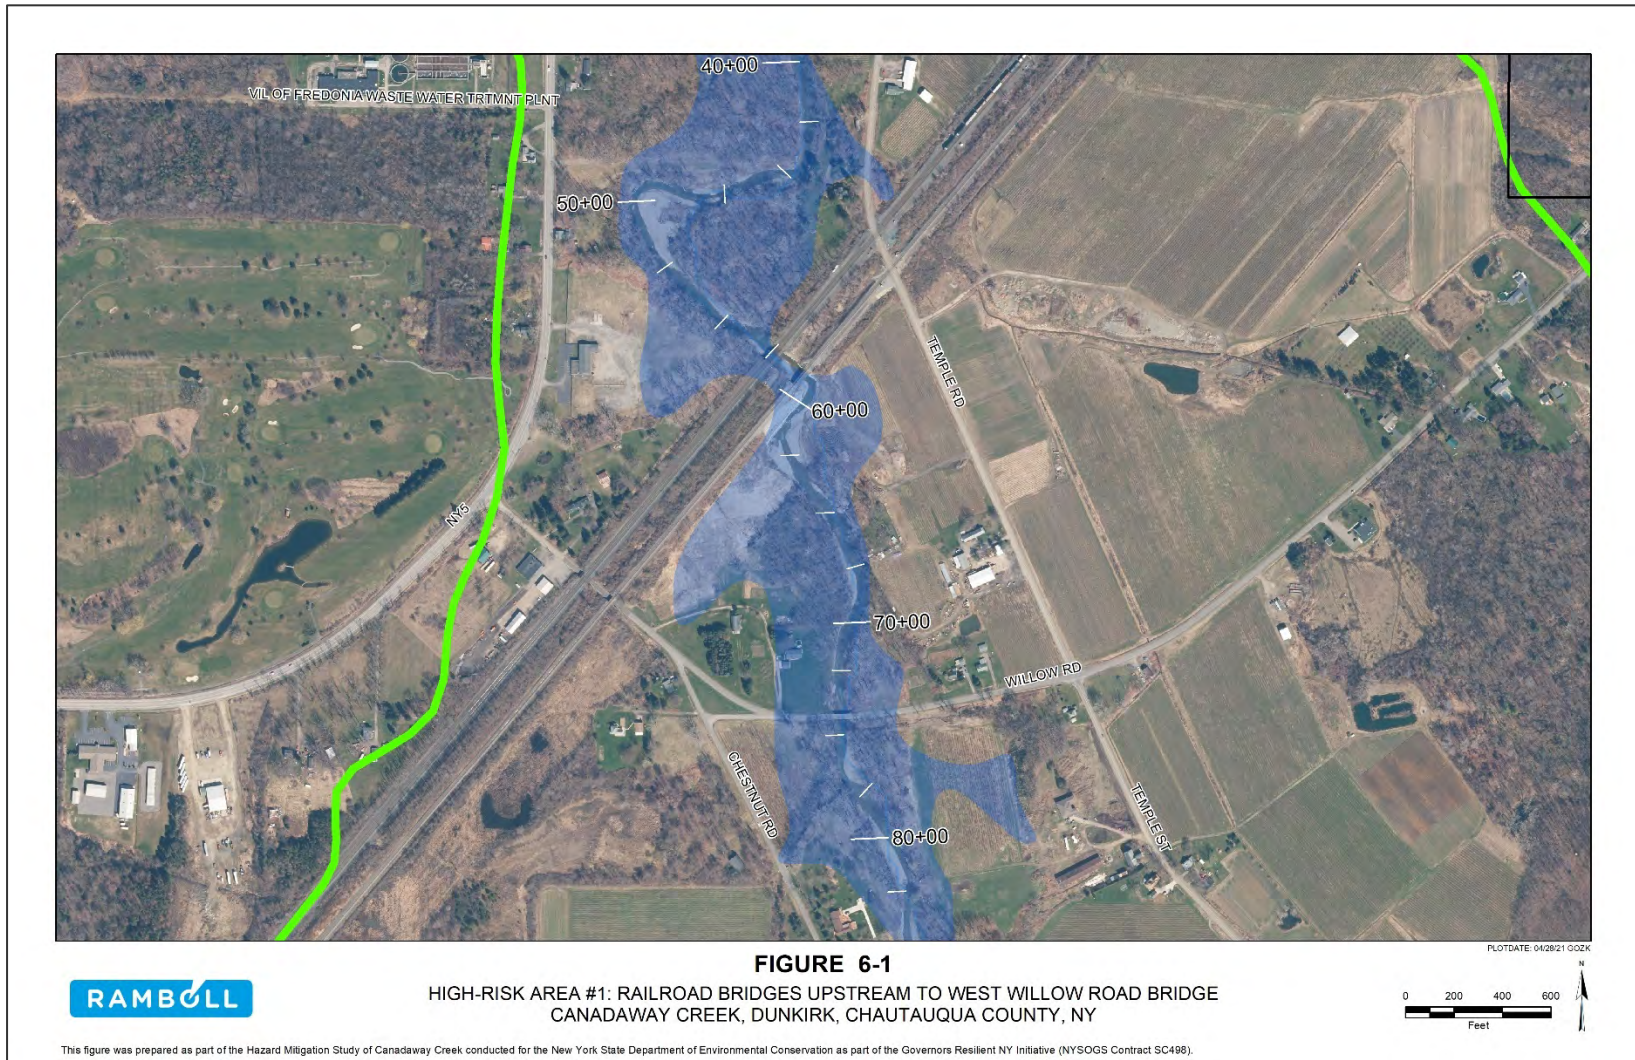 40+00
VIL OF FREDONIA WASTE WATER TRTMNT PLNT
50+00
TEMPLE RD
60+00
NY5
70+00
WILLOW RD
CHESTNUT RD
TEMPLE ST
80+00
PLOTDATE: 04/28/21 GOZK
FIGURE 6-1
RAMBOLL
HIGH-RISK AREA #1: RAILROAD BRIDGES UPSTREAM TO WEST WILLOW ROAD BRIDGE
CANADAWAY CREEK, DUNKIRK, CHAUTAUQUA COUNTY, NY
N
0 200 400 600
Feet
This figure was prepared as part of the Hazard Mitigation Study of Canadaway Creek conducted for the New York State Department of Environmental Conservation as part of the Governors Resilient NY Initiative (NYSOGS Contract SC498).